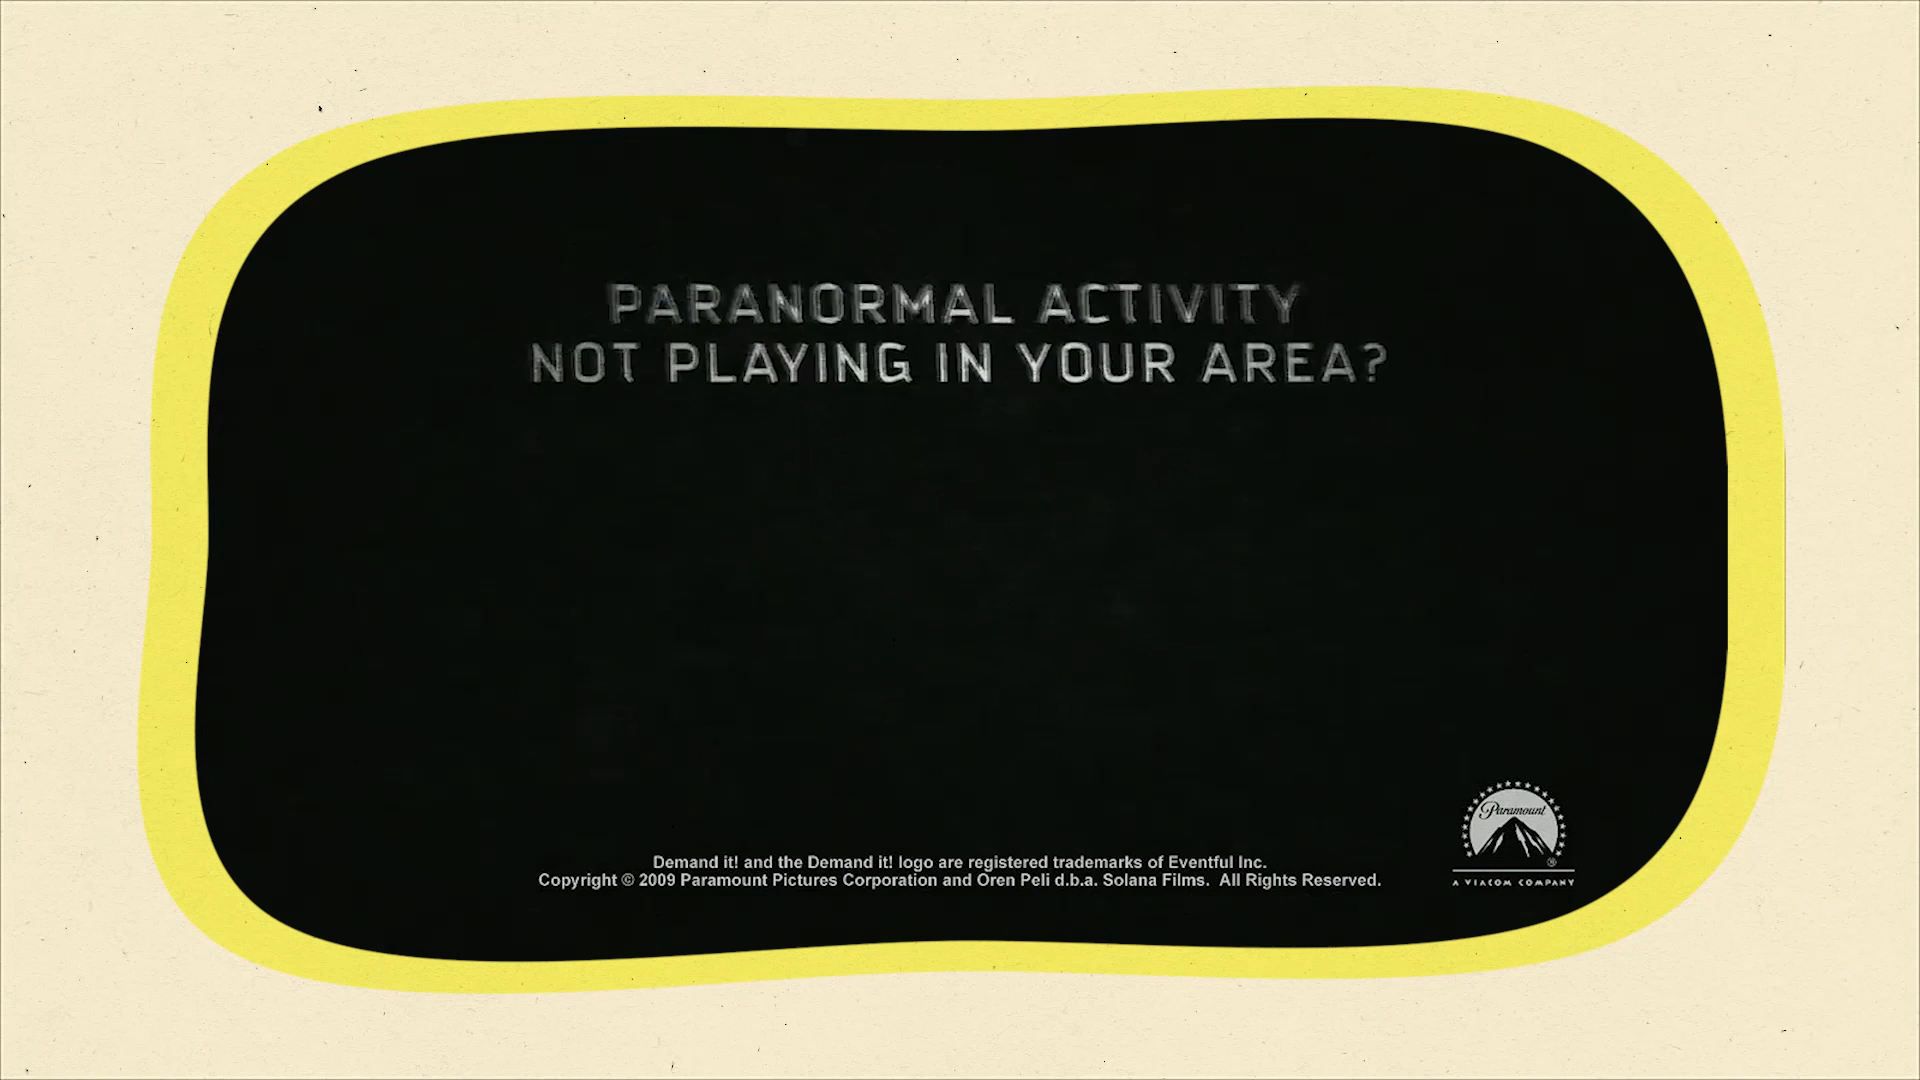 PARANORMAL ACTIVITY
NOT PLAYING IN YOUR AREA?
Paramount
®
A VIACOM COMPANY
Demand it! and the Demand it! logo are registered trademarks of Eventful Inc.
Copyright © 2009 Paramount Pictures Corporation and Oren Peli d.b.a. Solana Films.  All Rights Reserved.